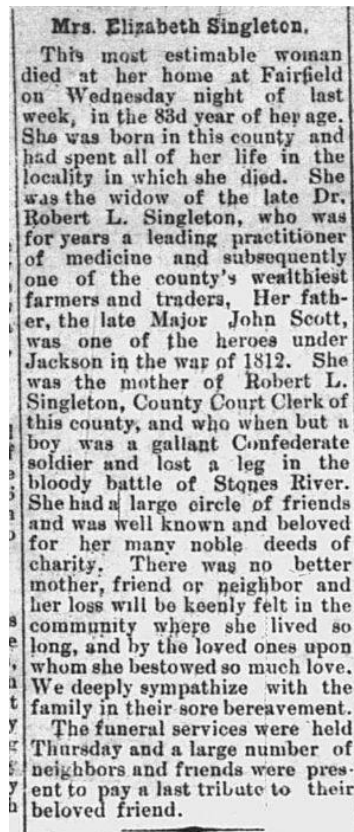 Mrs. Elizabeth Singleton.
This most estimable woman
died at her home at Fairfield
on Wednesday night of last
week, in the 83d year of her age.
She was born in this county and
had spent all of her life in the
locality in which she died. She
was the widow of the late Dr.
Robert L. Singleton, who was
for years a leading practitioner
of medicine and subsequently
one of the county's wealthiest
farmers and traders, Her fath-
er, the late Major John Scott,
was one of the heroes under
Jackson in the war of 1812. She
was the mother of Robert L.
Singleton, County Court Clerk of
this county, and who when but a
boy was a gallant Confederate
soldier and lost a leg in the
bloody battle of Stones River.
She had a large circle of friends
and was well known and beloved
for her many noble deeds of
charity. There was no better
mother, friend or neighbor and
her loss will be keenly felt in the
community where she lived so
long, and by the loved ones upon
whom she bestowed so much love.
We deeply sympathize with the
family in their sore bereavement.
The funeral services were held
Thursday and a large number of
neighbors and friends were pres-
ent to pay a last tribute to their
beloved friend.